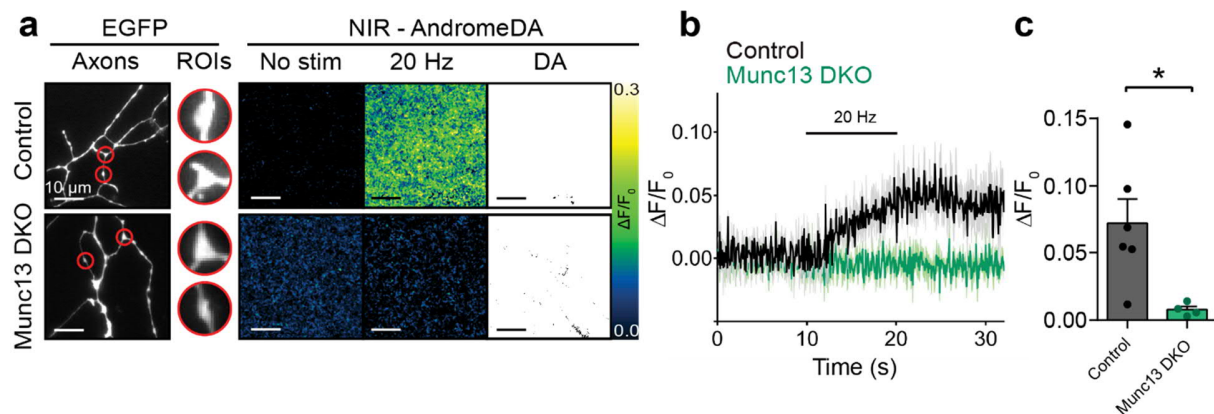 a
EGFP
NIR - AndromeDA
Axons
ROIs
No stim
20 Hz
DA
Control
10 µm
Munc13 DKO
0.3
ΔF/F0
0.0
b
Control
Munc13 DKO
20 Hz
ΔF/F0
0.10
0.05
0.00
0
10
20
30
Time (s)
c
*
ΔF/F0
0.20
0.15
0.10
0.05
0.00
Control
Munc13 DKO